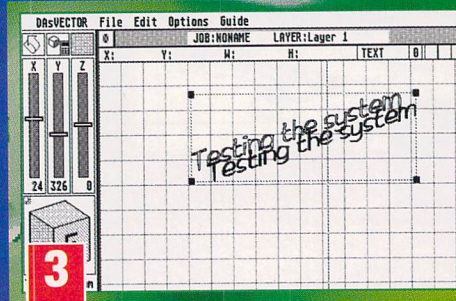 DAsVECTOR File Edit Options Guide
JOB:NONAME LAYER:Layer 1
X: Y: W: H: TEXT 0
X Y Z
Testing the system
Testing the system
24 326 0
3